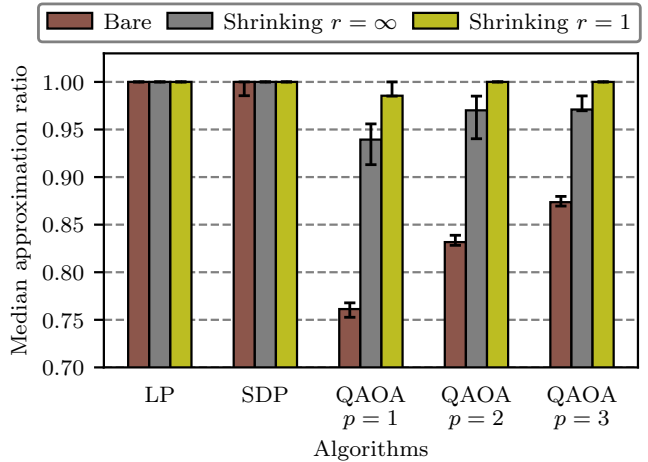 Bare Shrinking r = ∞ Shrinking r = 1
Median approximation ratio
1.00
0.95
0.90
0.85
0.80
0.75
0.70
LP SDP QAOA QAOA QAOA
p = 1 p = 2 p = 3
Algorithms